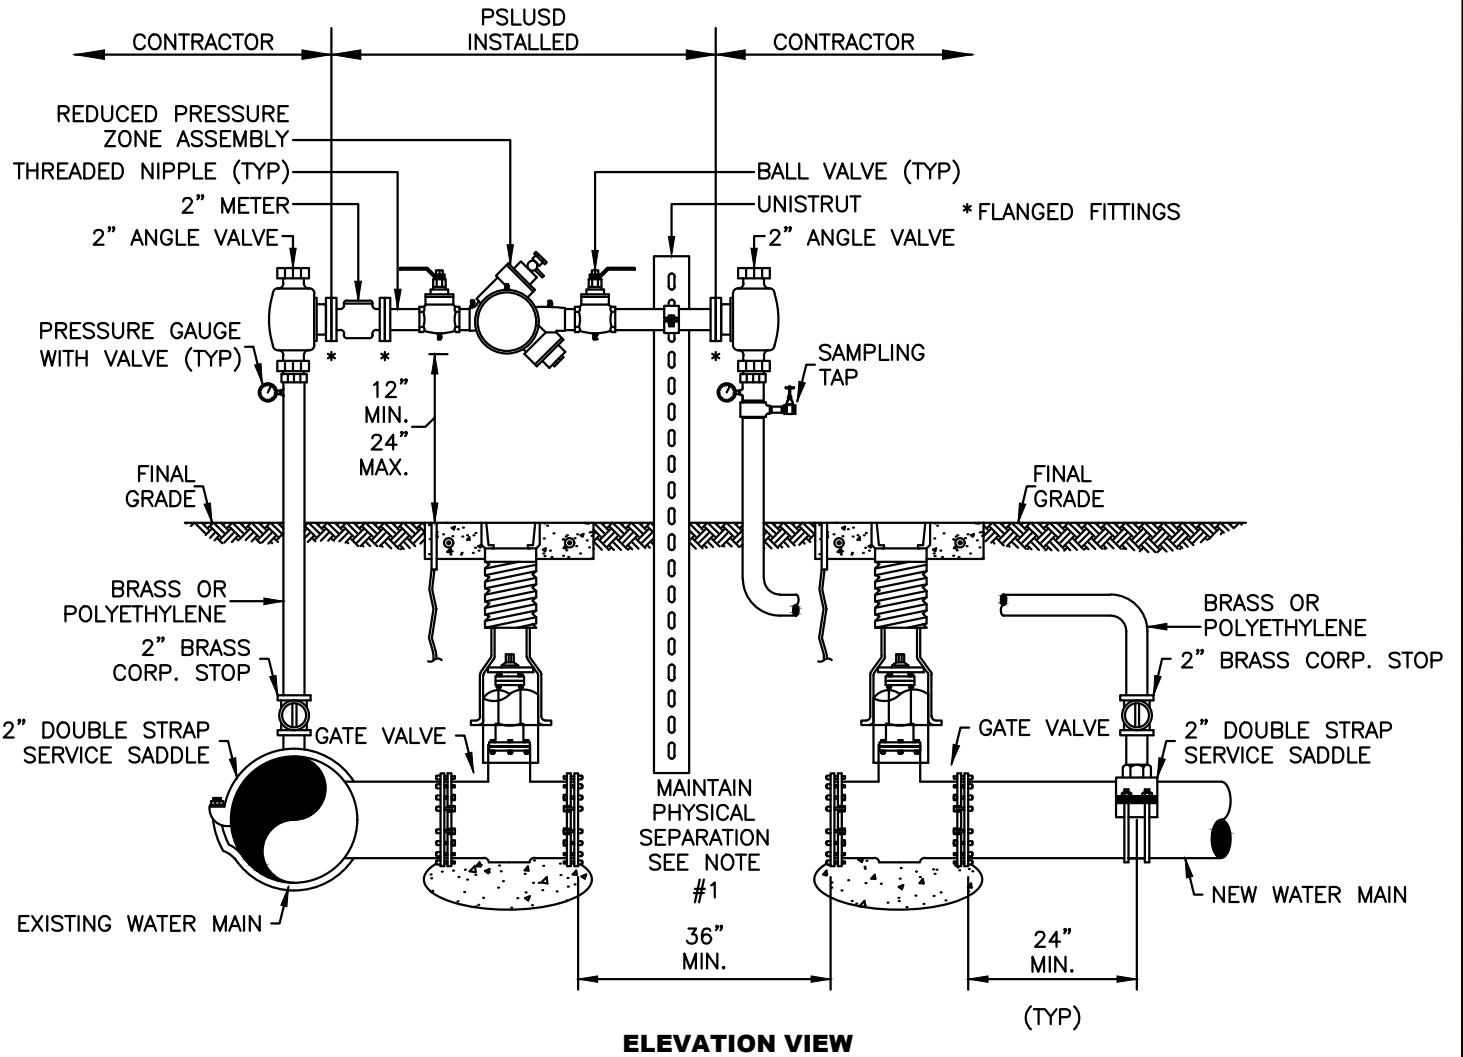 PSLUSD
CONTRACTOR
INSTALLED
CONTRACTOR
REDUCED PRESSURE
ZONE ASSEMBLY
THREADED NIPPLE (TYP)
2" METER
2" ANGLE VALVE
BALL VALVE (TYP)
UNISTRUT
* FLANGED FITTINGS
2" ANGLE VALVE
PRESSURE GAUGE
WITH VALVE (TYP)
*
*
*
SAMPLING
TAP
12"
MIN.
24"
MAX.
FINAL
GRADE
FINAL
GRADE
BRASS OR
POLYETHYLENE
2" BRASS
CORP. STOP
BRASS OR
POLYETHYLENE
2" BRASS CORP. STOP
2" DOUBLE STRAP
SERVICE SADDLE
GATE VALVE
GATE VALVE
2" DOUBLE STRAP
SERVICE SADDLE
MAINTAIN
PHYSICAL
SEPARATION
SEE NOTE
#1
EXISTING WATER MAIN
NEW WATER MAIN
36"
MIN.
24"
MIN.
(TYP)
ELEVATION VIEW